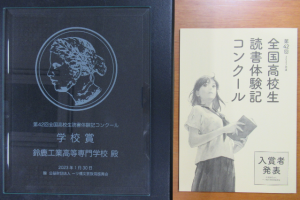 第42回全国高校生読書体験記コンクール
学校賞
鈴鹿工業高等専門学校 殿
第42回
全国高校生
読書体験記
コンクール
入賞者
発表